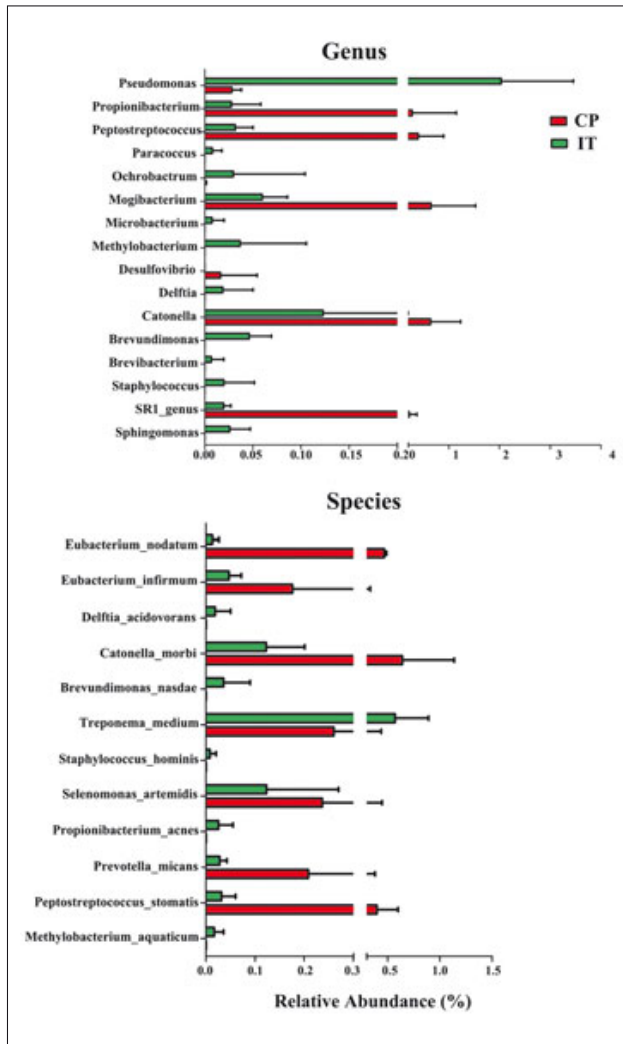 Genus
Pseudomonas
Propionibacterium
Peptostreptococcus
Paracoccus
Ochrobactrum
Mogibacterium
Microbacterium
Methylobacterium
Desulfovibrio
Delftia
Catonella
Brevundimonas
Brevibacterium
Staphylococcus
SR1_genus
Sphingomonas
CP
IT
0.00 0.05 0.10 0.15 0.20 1 2 3 4
Species
Eubacterium_nodatum
Eubacterium_infirmum
Delftia_acidovorans
Catonella_morbi
Brevundimonas_nasdae
Treponema_medium
Staphylococcus_hominis
Selenomonas_artemidis
Propionibacterium_acnes
Prevotella_micans
Peptostreptococcus_stomatis
Methylobacterium_aquaticum
0.0 0.1 0.2 0.3 0.5 1.0 1.5
Relative Abundance (%)